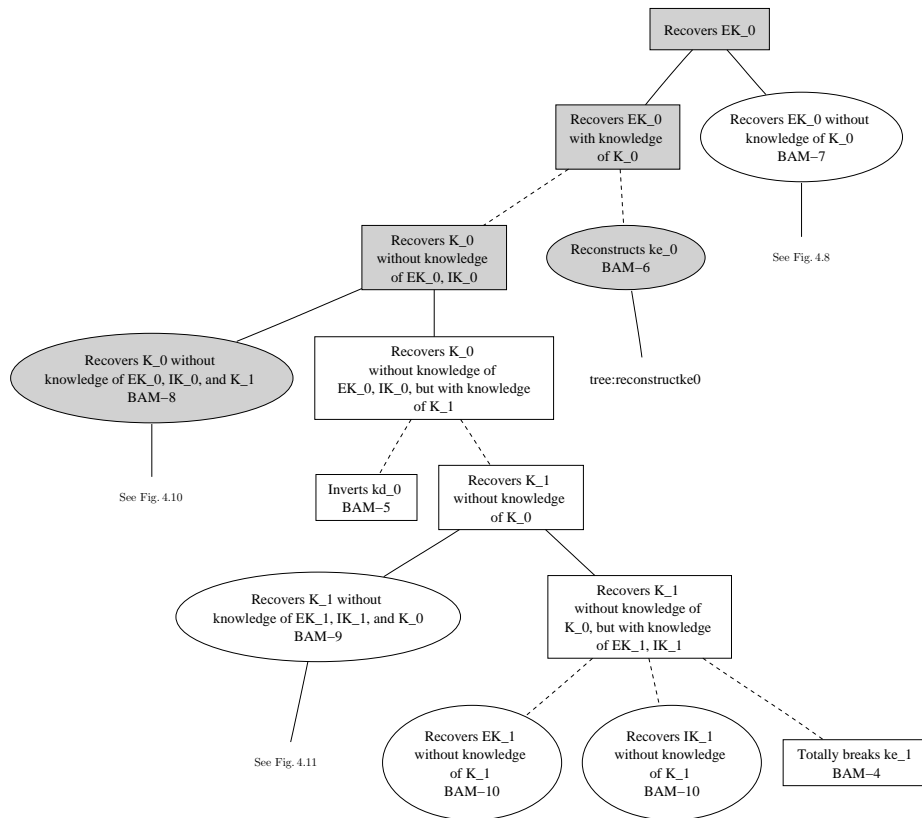 Recovers EK_0
Recovers EK_0
with knowledge
of K_0
Recovers EK_0 without
knowledge of K_0
BAM−7
Recovers K_0
without knowledge
of EK_0, IK_0
Reconstructs ke_0
BAM−6
See Fig. 4.8
Recovers K_0 without
knowledge of EK_0, IK_0, and K_1
BAM−8
Recovers K_0
without knowledge of
EK_0, IK_0, but with knowledge
of K_1
tree:reconstructke0
See Fig. 4.10
Inverts kd_0
BAM−5
Recovers K_1
without knowledge
of K_0
Recovers K_1 without
knowledge of EK_1, IK_1, and K_0
BAM−9
Recovers K_1
without knowledge of
K_0, but with knowledge
of EK_1, IK_1
See Fig. 4.11
Recovers EK_1
without knowledge
of K_1
BAM−10
Recovers IK_1
without knowledge
of K_1
BAM−10
Totally breaks ke_1
BAM−4